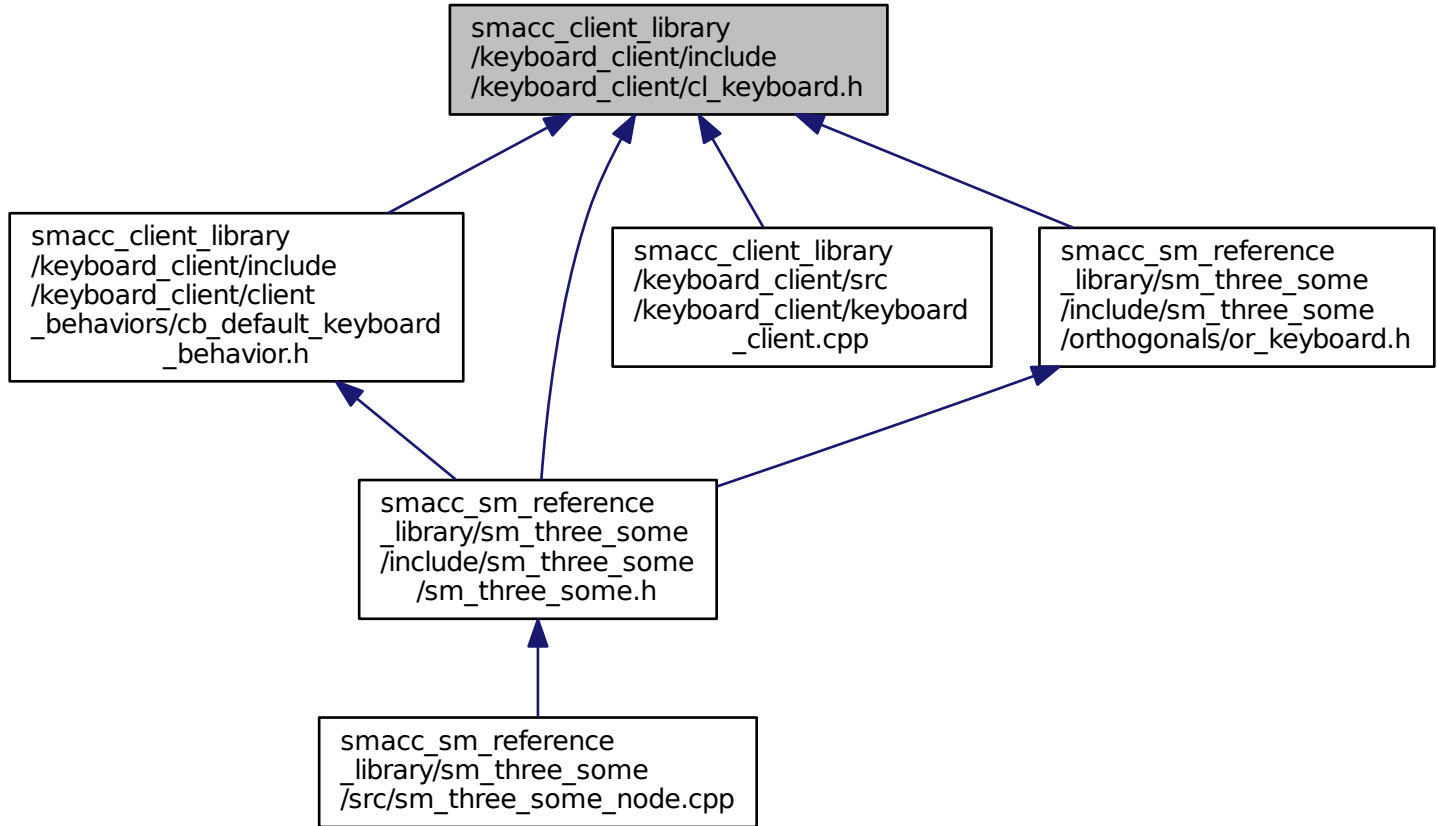 smacc_client_library
/keyboard_client/include
/keyboard_client/cl_keyboard.h
smacc_client_library
/keyboard_client/include
/keyboard_client/client
_behaviors/cb_default_keyboard
_behavior.h
smacc_client_library
/keyboard_client/src
/keyboard_client/keyboard
_client.cpp
smacc_sm_reference
_library/sm_three_some
/include/sm_three_some
/orthogonals/or_keyboard.h
smacc_sm_reference
_library/sm_three_some
/include/sm_three_some
/sm_three_some.h
smacc_sm_reference
_library/sm_three_some
/src/sm_three_some_node.cpp